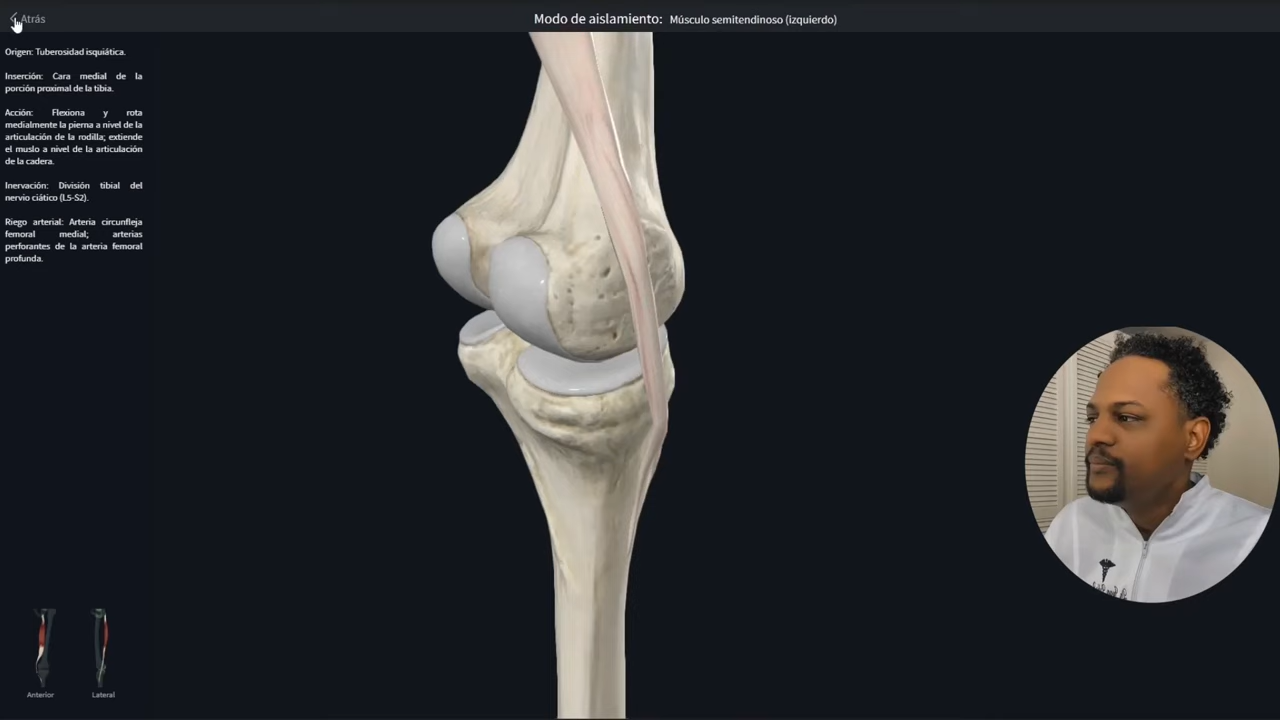 Atrás
Modo de aislamiento: Músculo semitendinoso (izquierdo)
Origen: Tuberosidad isquiática.
Inserción: Cara medial de la
porción proximal de la tibia.
Acción: Flexiona y rota
medialmente la pierna a nivel de la
articulación de la rodilla; extiende
el muslo a nivel de la articulación
de la cadera.
Inervación: División tibial del
nervio ciático (L5-S2).
Riego arterial: Arteria circunfleja
femoral medial; arterias
perforantes de la arteria femoral
profunda.
Anterior
Lateral